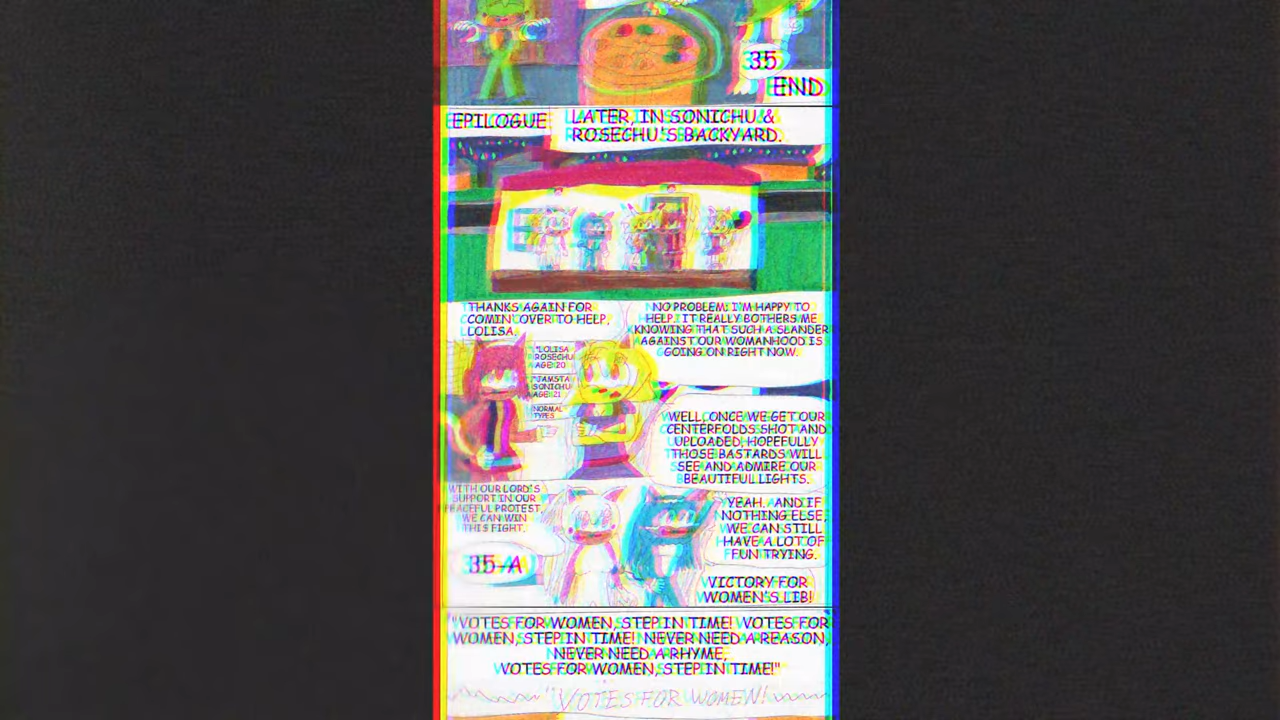 35
END
EPILOGUE
LATER, IN SONICHU &
ROSECHU'S BACKYARD.
THANKS AGAIN FOR
COMIN' OVER TO HELP,
LOLISA.
NO PROBLEM; I'M HAPPY TO
HELP. IT REALLY BOTHERS ME
KNOWING THAT SUCH A SLANDER
AGAINST OUR WOMANHOOD IS
GOING ON RIGHT NOW.
"LOLISA
ROSECHU
AGE: 20
"JAMSTA
SONICHU
AGE: 21
NORMAL
TYPES
WELL, ONCE WE GET OUR
CENTERFOLDS SHOT AND
UPLOADED, HOPEFULLY
THOSE BASTARDS WILL
SEE AND ADMIRE OUR
BEAUTIFUL LIGHTS.
WITH OUR LORD'S
SUPPORT IN OUR
PEACEFUL PROTEST,
WE CAN WIN
THIS FIGHT.
YEAH. AND IF
NOTHING ELSE,
WE CAN STILL
HAVE A LOT OF
FUN TRYING.
35-A
VICTORY FOR
WOMEN'S LIB!
"VOTES FOR WOMEN, STEP IN TIME! VOTES FOR
WOMEN, STEP IN TIME! NEVER NEED A REASON,
NEVER NEED A RHYME,
VOTES FOR WOMEN, STEP IN TIME!"
"VOTES FOR WOMEN!